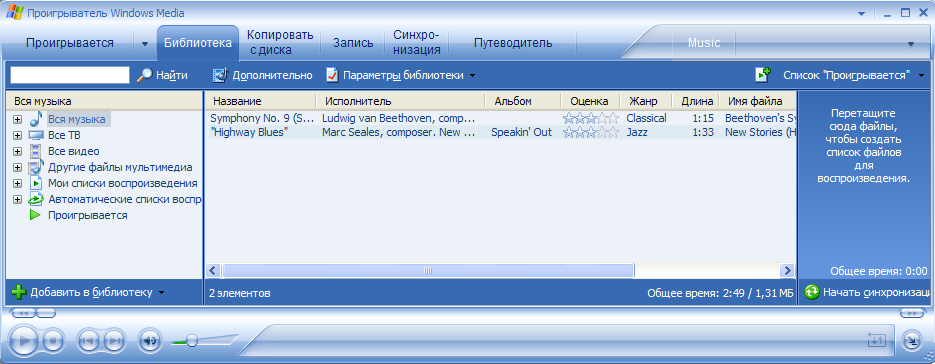 Проигрыватель Windows Media
Проигрывается
Библиотека
Копировать
с диска
Запись
Синхро-
низация
Путеводитель
Music
Найти
Дополнительно
Параметры библиотеки
Список "Проигрывается"
Вся музыка
Название Исполнитель Альбом Оценка Жанр Длина Имя файла
Symphony No. 9 (S... Ludwig van Beethoven, comp... Classical 1:15 Beethoven's Sy
"Highway Blues" Marc Seales, composer. New ... Speakin' Out Jazz 1:33 New Stories (H
Вся музыка
Все ТВ
Все видео
Другие файлы мультимедиа
Мои списки воспроизведения
Автоматические списки воспр
Проигрывается
Перетащите
сюда файлы,
чтобы создать
список файлов
для
воспроизведения.
Общее время: 0:00
Добавить в библиотеку
2 элементов
Общее время: 2:49 / 1,31 МБ
Начать синхронизаци